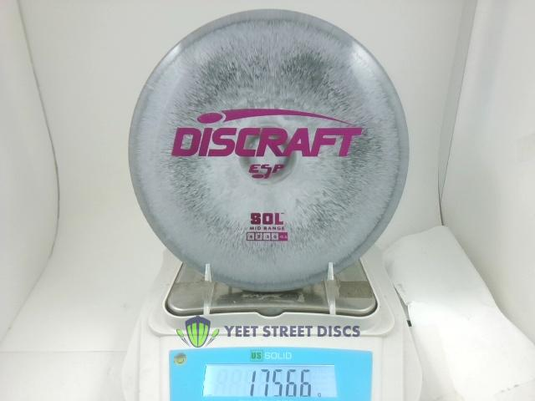 DISCRAFT
ESP
SOL
MID RANGE
YEET STREET DISCS
US SOLID
175.66 g